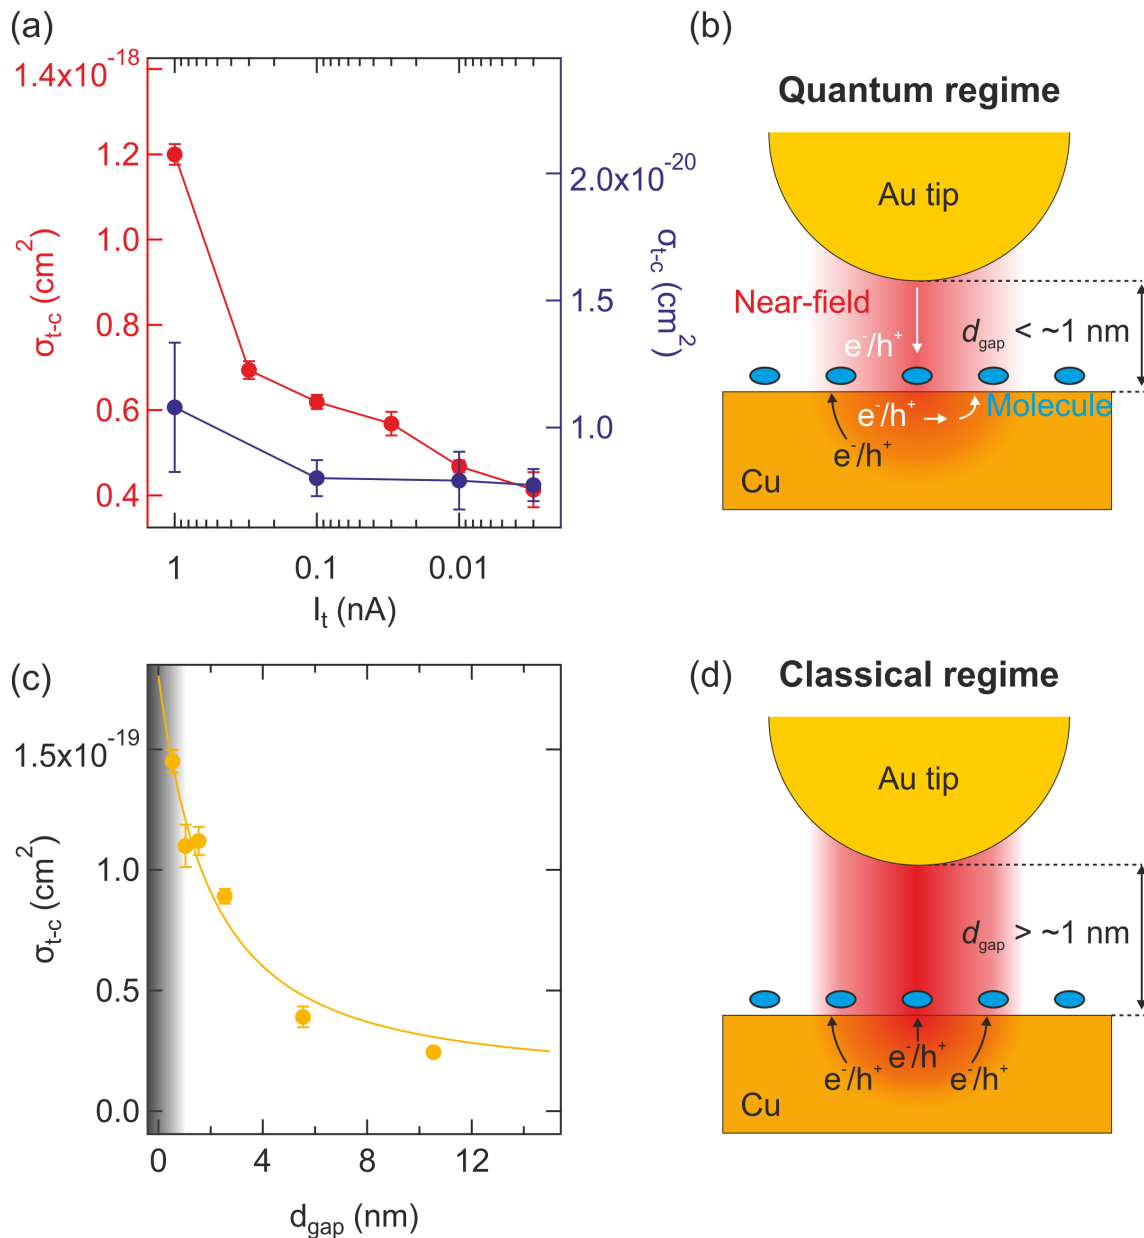 (a)
1.4x10⁻¹⁸
1.2
1.0
0.8
0.6
0.4
σt-c (cm²)
2.0x10⁻²⁰
1.5
1.0
σt-c (cm²)
1
0.1
0.01
It (nA)
(b)
Quantum regime
Au tip
Near-field
dgap < ~1 nm
e⁻/h⁺
Molecule
e⁻/h⁺
e⁻/h⁺
Cu
(c)
1.5x10⁻¹⁹
1.0
0.5
0.0
σt-c (cm²)
0
4
8
12
dgap (nm)
(d)
Classical regime
Au tip
dgap > ~1 nm
e⁻/h⁺
e⁻/h⁺
e⁻/h⁺
Cu